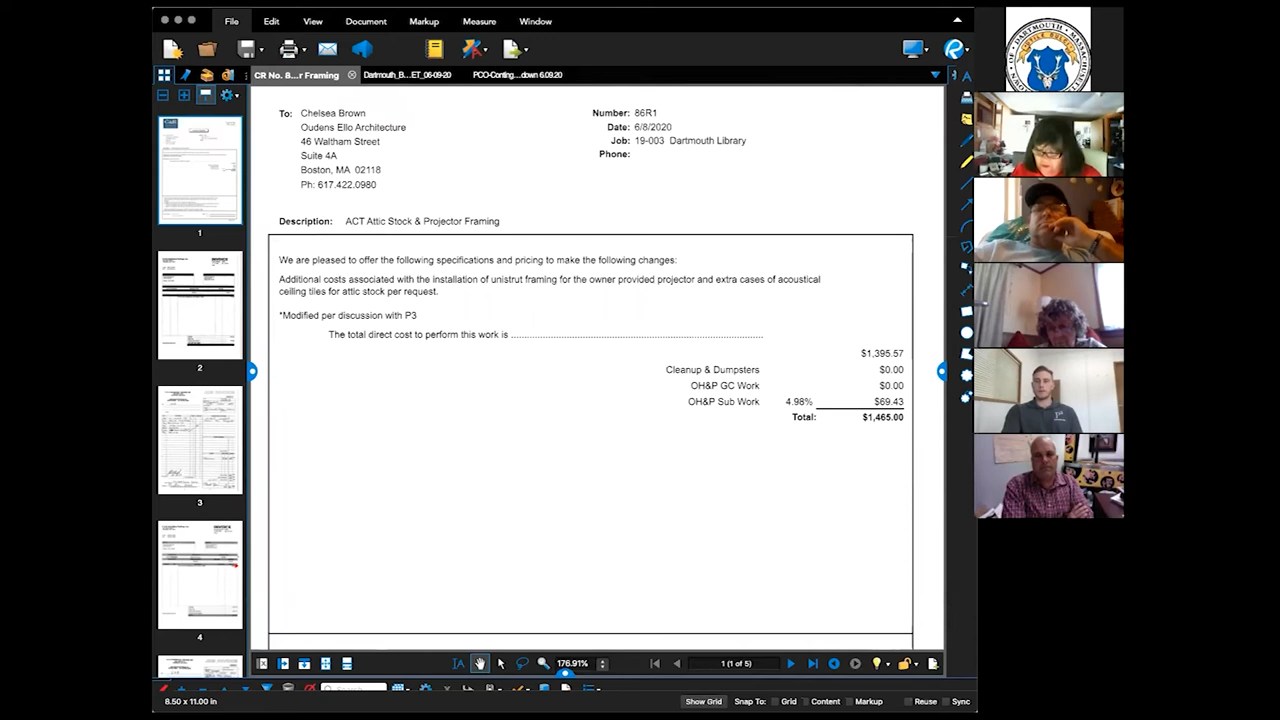 File Edit View Document Markup Measure Window
CR No. 8...r Framing Dartmouth_B...ET_06-09-20 PCO-Conting....down 6.09.20
To: Chelsea Brown
Oudens Ello Architecture
46 Waltham Street
Suite 4A
Boston, MA 02118
Ph: 617.422.0980
Number: 86R1
Date: 6/8/2020
Job: 19-003 Dartmouth Library
Phone:
Description: ACT Attic Stock & Projector Framing
We are pleased to offer the following specifications and pricing to make the following changes:
Additional costs associated with the installation of unistrut framing for the owner provided projector and extra cases of acoustical
ceiling tiles for attic stock per request.
*Modified per discussion with P3
The total direct cost to perform this work is
$1,395.57
Cleanup & Dumpsters $0.00
OH&P GC Work $0.00
OH&P Sub Work 4.98%
Total:
1
2
3
4
176.91% 1 (1 of 5)
8.50 x 11.00 in Show Grid Snap To: Grid Content Markup Reuse Sync
TOWN OF DARTMOUTH, MASSACHUSETTS